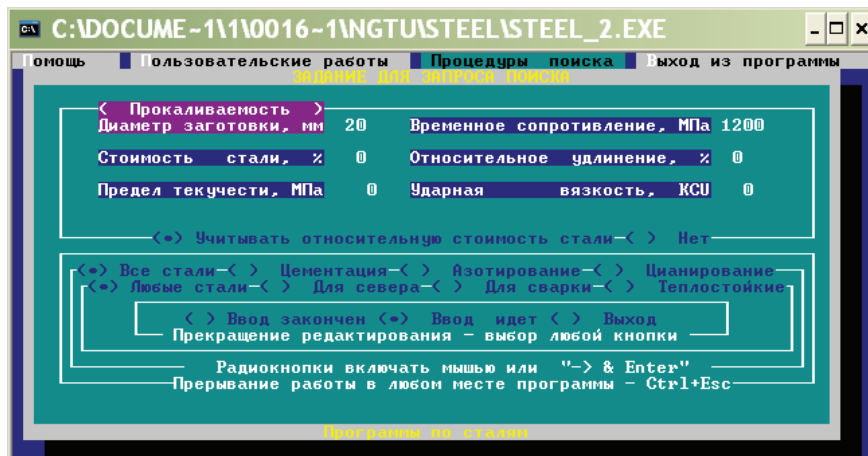 C:\DOCUME~1\1\0016~1\NGTU\STEEL\STEEL_2.EXE
Помощь Пользовательские работы Процедуры поиска Выход из программы
ЗАДАНИЕ ДЛЯ ЗАПРОСА ПОИСКА
< Прокаливаемость >
Диаметр заготовки, мм 20 Временное сопротивление, МПа 1200
Стоимость стали, % 0 Относительное удлинение, % 0
Предел текучести, МПа 0 Ударная вязкость, KCU 0
(•) Учитывать относительную стоимость стали ( ) Нет
(•) Все стали ( ) Цементация ( ) Азотирование ( ) Цианирование
(•) Любые стали ( ) Для севера ( ) Для сварки ( ) Теплостойкие
( ) Ввод закончен (•) Ввод идет ( ) Выход
Прекращение редактирования - выбор любой кнопки
Радиокнопки включать мышью или "-> & Enter"
Прерывание работы в любом месте программы - Ctrl+Esc
Программы по сталям